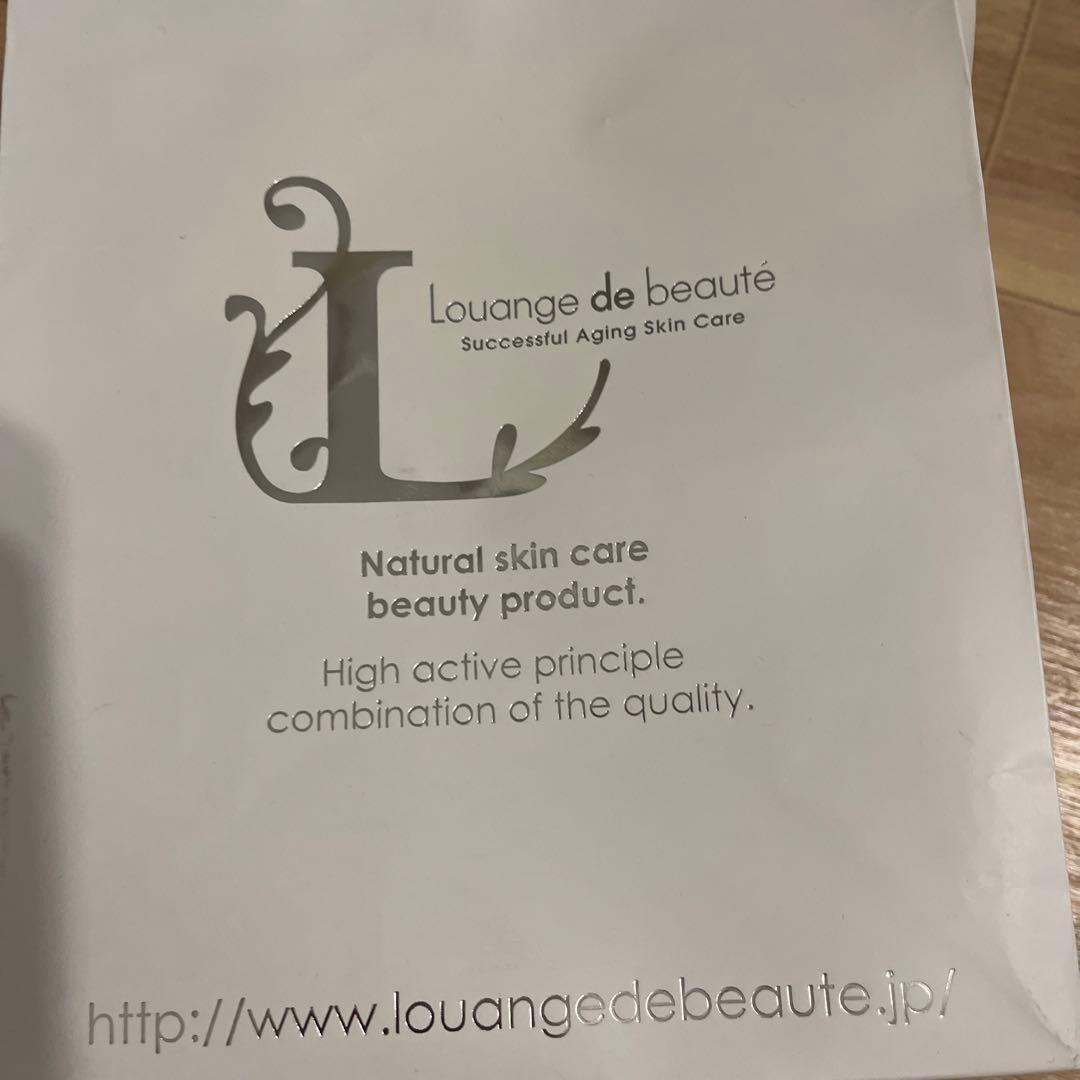 L
Louange de beauté
Successful Aging Skin Care
Natural skin care
beauty product.
High active principle
combination of the quality.
http://www.louangedebeaute.jp/